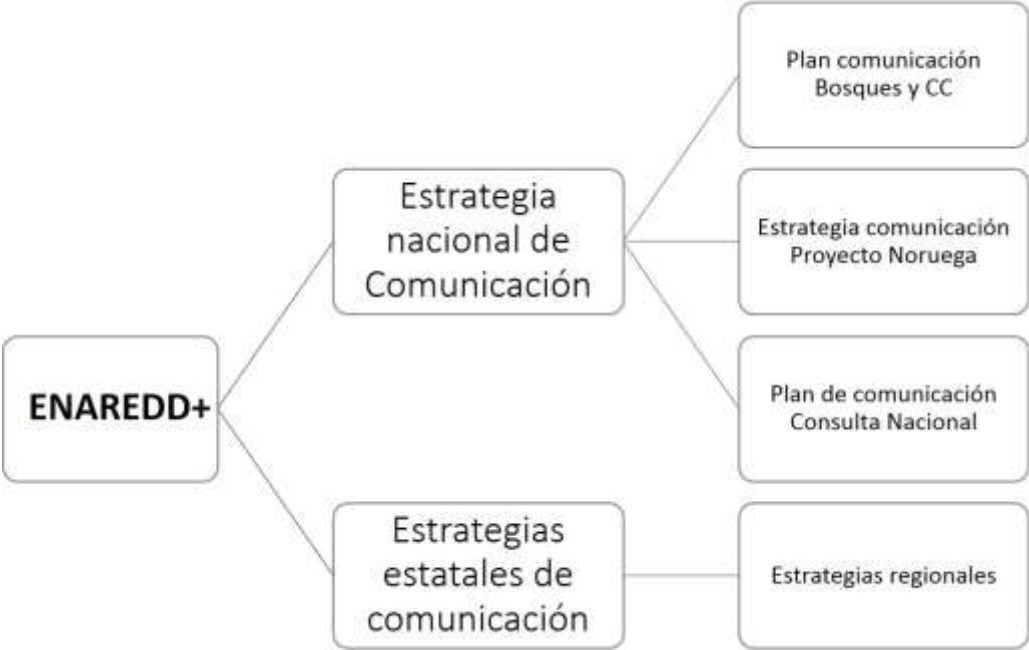 Plan comunicación
Bosques y CC
Estrategia
nacional de
Comunicación
Estrategia comunicación
Proyecto Noruega
ENAREDD+
Plan de comunicación
Consulta Nacional
Estrategias
estatales de
comunicación
Estrategias regionales